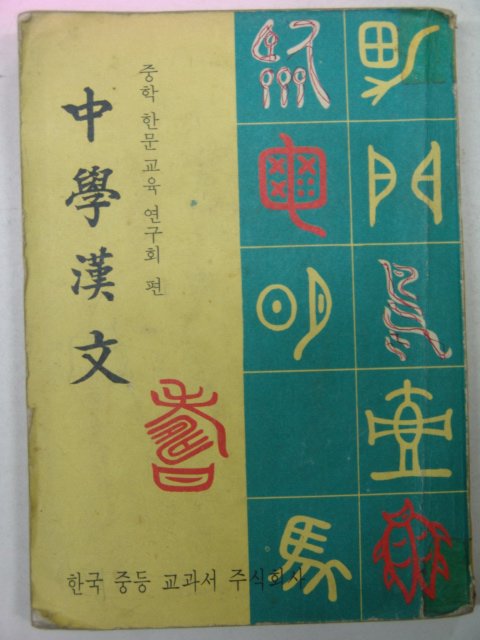 中學漢文
중학 한문 교육 연구회 편
한국 중등 교과서 주식회사